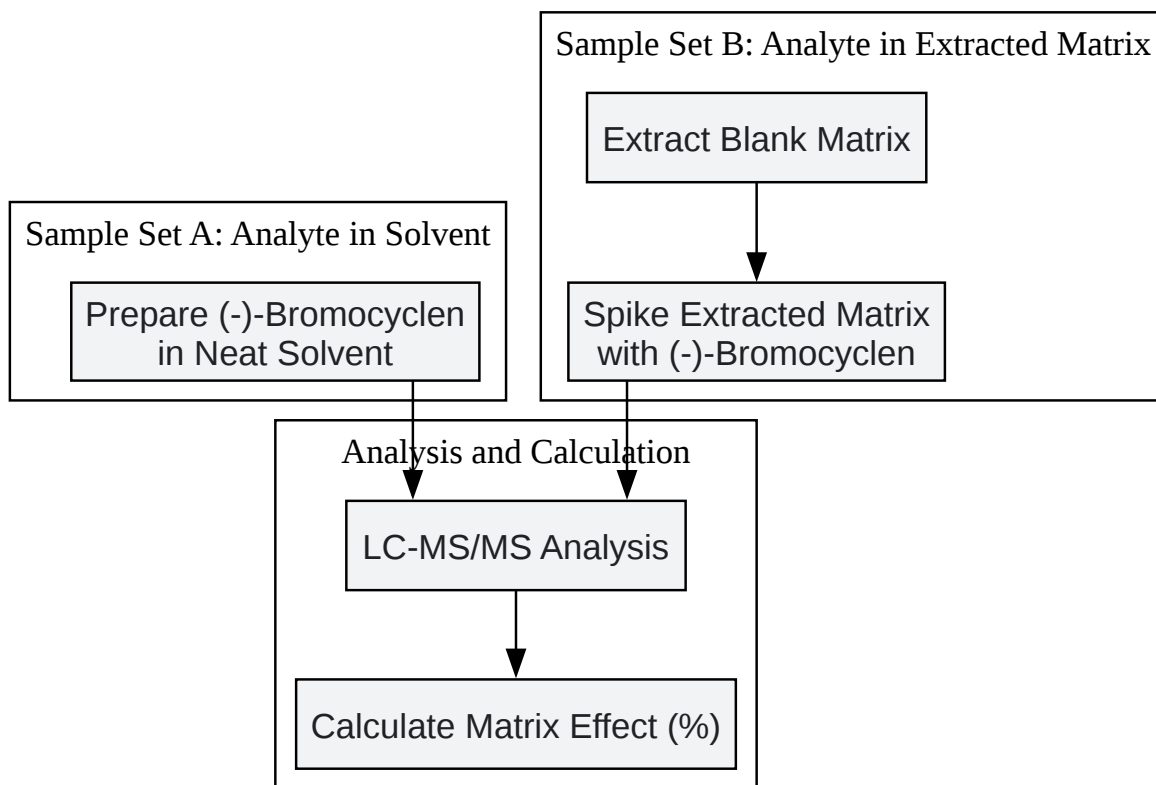 Sample Set B: Analyte in Extracted Matrix
Extract Blank Matrix
Sample Set A: Analyte in Solvent
Prepare (-)-Bromocyclen
in Neat Solvent
Spike Extracted Matrix
with (-)-Bromocyclen
Analysis and Calculation
LC-MS/MS Analysis
Calculate Matrix Effect (%)